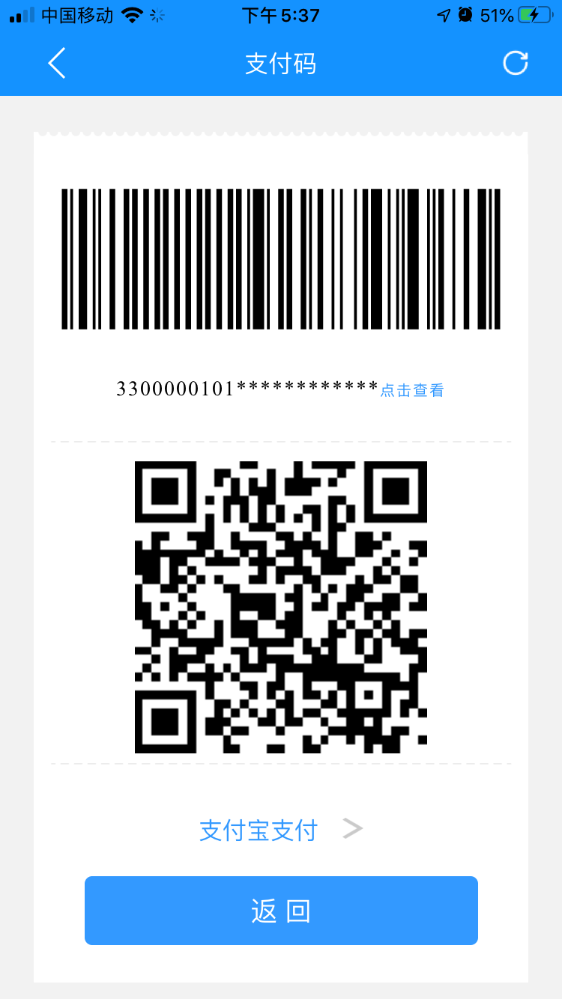 中国移动 下午5:37 51%
支付码
3300000101************点击查看
支付宝支付 >
返回